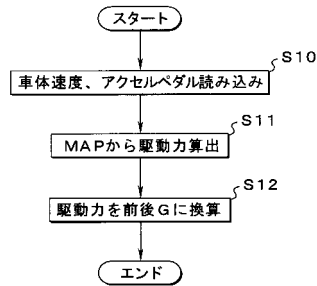 スタート
S10
車体速度、アクセルペダル読み込み
S11
MAPから駆動力算出
S12
駆動力を前後Gに換算
エンド